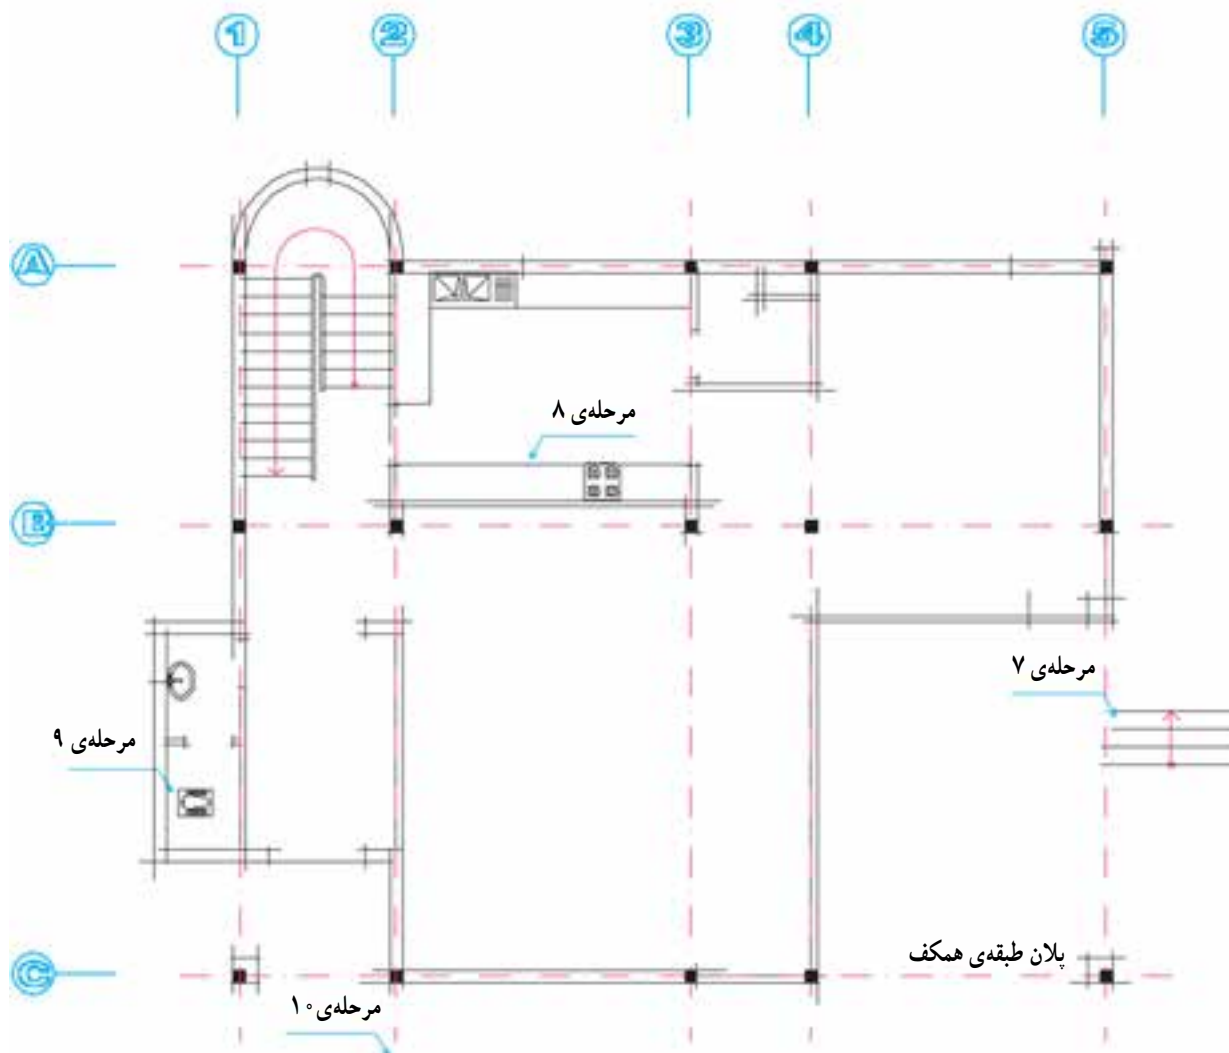 1 2 3 4 5
A
مرحله‌ی ۸
B
مرحله‌ی ۷
مرحله‌ی ۹
پلان طبقه‌ی همکف
C
مرحله‌ی ۱۰